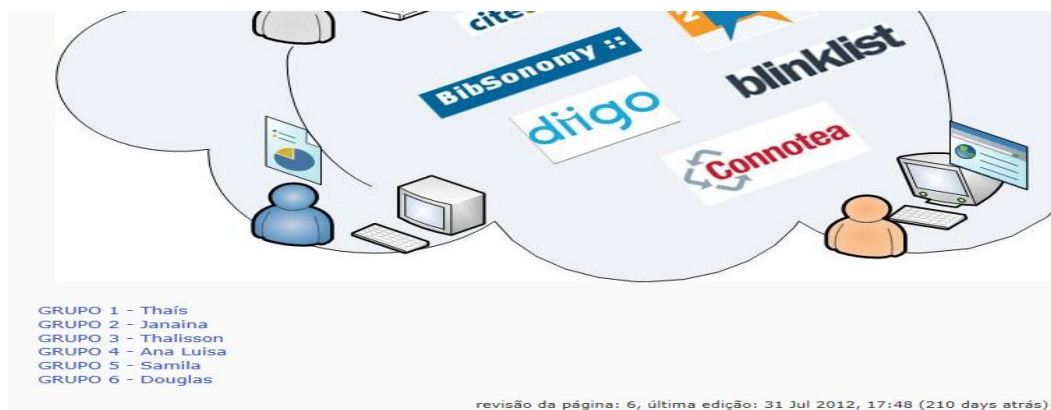 BibSonomy ::
blinklist
diigo
Connotea
GRUPO 1 - Thaís
GRUPO 2 - Janaina
GRUPO 3 - Thalisson
GRUPO 4 - Ana Luisa
GRUPO 5 - Samila
GRUPO 6 - Douglas
revisão da página: 6, última edição: 31 Jul 2012, 17:48 (210 days atrás)